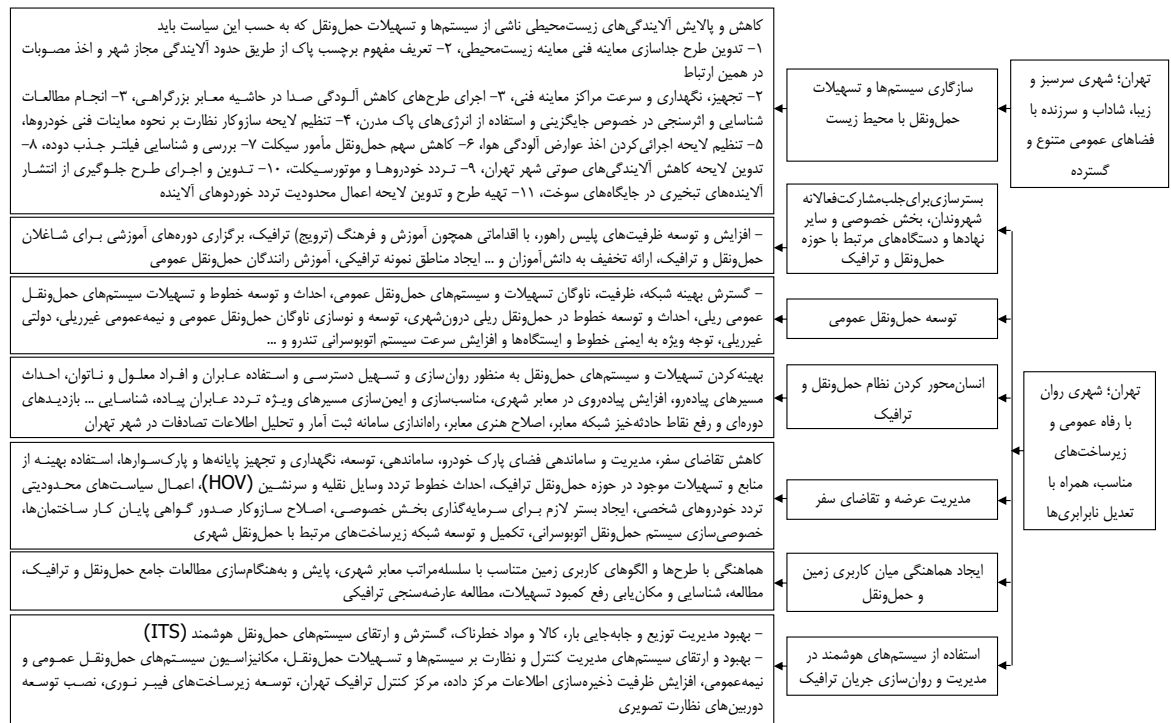 تهران؛ شهری سرسبز و
زیبا، شاداب و سرزنده با
فضاهای عمومی متنوع و
گسترده
سازگاری سیستم‌ها و تسهیلات
حمل‌ونقل با محیط زیست
کاهش و پالایش آلایندگی‌های زیست‌محیطی ناشی از سیستم‌ها و تسهیلات حمل‌ونقل که به حسب این سیاست باید
۱- تدوین طرح جداسازی معاینه فنی معاینه زیست‌محیطی، ۲- تعریف مفهوم برچسب پاک از طریق حدود آلایندگی مجاز شهر و اخذ مصوبات
در همین ارتباط
۲- تجهیز، نگهداری و سرعت مراکز معاینه فنی، ۳- اجرای طرح‌های کاهش آلودگی صدا در حاشیه معابر بزرگراهی، ۳- انجام مطالعات
شناسایی و اثرسنجی در خصوص جایگزینی و استفاده از انرژی‌های پاک مدرن، ۴- تنظیم لایحه سازوکار نظارت بر نحوه معاینات فنی خودروها،
۵- تنظیم لایحه اجرائی‌کردن اخذ عوارض آلودگی هوا، ۶- کاهش سهم حمل‌ونقل مأمور سیکلت ۷- بررسی و شناسایی فیلتر جذب دوده، ۸-
تدوین لایحه کاهش آلایندگی‌های صوتی شهر تهران، ۹- تردد خودروها و موتورسیکلت، ۱۰- تدوین و اجرای طرح جلوگیری از انتشار
آلاینده‌های تبخیری در جایگاه‌های سوخت، ۱۱- تهیه طرح و تدوین لایحه اعمال محدودیت تردد خوردوهای آلاینده
تهران؛ شهری روان
با رفاه عمومی و
زیرساخت‌های
مناسب، همراه با
تعدیل نابرابری‌ها
بسترسازی‌برای‌جلب‌مشارکت‌فعالانه
شهروندان، بخش خصوصی و سایر
نهادها و دستگاه‌های مرتبط با حوزه
حمل‌ونقل و ترافیک
- افزایش و توسعه ظرفیت‌های پلیس راهور، با اقداماتی همچون آموزش و فرهنگ (ترویج) ترافیک، برگزاری دوره‌های آموزشی برای شاغلان
حمل‌ونقل و ترافیک، ارائه تخفیف به دانش‌آموزان و ... ایجاد مناطق نمونه ترافیکی، آموزش رانندگان حمل‌ونقل عمومی
توسعه حمل‌ونقل عمومی
- گسترش بهینه شبکه، ظرفیت، ناوگان تسهیلات و سیستم‌های حمل‌ونقل عمومی، احداث و توسعه خطوط و تسهیلات سیستم‌های حمل‌ونقل
عمومی ریلی، احداث و توسعه خطوط در حمل‌ونقل ریلی درون‌شهری، توسعه و نوسازی ناوگان حمل‌ونقل عمومی و نیمه‌عمومی غیرریلی، دولتی
غیرریلی، توجه ویژه به ایمنی خطوط و ایستگاه‌ها و افزایش سرعت سیستم اتوبوسرانی تندرو و ...
انسان‌محور کردن نظام حمل‌ونقل و
ترافیک
بهینه‌کردن تسهیلات و سیستم‌های حمل‌ونقل به منظور روان‌سازی و تسهیل دسترسی و استفاده عابران و افراد معلول و ناتوان، احداث
مسیرهای پیاده‌رو، افزایش پیاده‌روی در معابر شهری، مناسب‌سازی و ایمن‌سازی مسیرهای ویژه تردد عابران پیاده، شناسایی ... بازدیدهای
دوره‌ای و رفع نقاط حادثه‌خیز شبکه معابر، اصلاح هنری معابر، راه‌اندازی سامانه ثبت آمار و تحلیل اطلاعات تصادفات در شهر تهران
مدیریت عرضه و تقاضای سفر
کاهش تقاضای سفر، مدیریت و ساماندهی فضای پارک خودرو، ساماندهی، توسعه، نگهداری و تجهیز پایانه‌ها و پارک‌سوارها، استفاده بهینه از
منابع و تسهیلات موجود در حوزه حمل‌ونقل ترافیک، احداث خطوط تردد وسایل نقلیه و سرنشین (HOV)، اعمال سیاست‌های محدودیتی
تردد خودروهای شخصی، ایجاد بستر لازم برای سرمایه‌گذاری بخش خصوصی، اصلاح سازوکار صدور گواهی پایان کار ساختمان‌ها،
خصوصی‌سازی سیستم حمل‌ونقل اتوبوسرانی، تکمیل و توسعه شبکه زیرساخت‌های مرتبط با حمل‌ونقل شهری
ایجاد هماهنگی میان کاربری زمین
و حمل‌ونقل
هماهنگی با طرح‌ها و الگوهای کاربری زمین متناسب با سلسله‌مراتب معابر شهری، پایش و به‌هنگام‌سازی مطالعات جامع حمل‌ونقل و ترافیک،
مطالعه، شناسایی و مکان‌یابی رفع کمبود تسهیلات، مطالعه عارضه‌سنجی ترافیکی
استفاده از سیستم‌های هوشمند در
مدیریت و روان‌سازی جریان ترافیک
- بهبود مدیریت توزیع و جابه‌جایی بار، کالا و مواد خطرناک، گسترش و ارتقای سیستم‌های حمل‌ونقل هوشمند (ITS)
- بهبود و ارتقای سیستم‌های مدیریت کنترل و نظارت بر سیستم‌ها و تسهیلات حمل‌ونقل، مکانیزاسیون سیستم‌های حمل‌ونقل عمومی و
نیمه‌عمومی، افزایش ظرفیت ذخیره‌سازی اطلاعات مرکز داده، مرکز کنترل ترافیک تهران، توسعه زیرساخت‌های فیبر نوری، نصب توسعه
دوربین‌های نظارت تصویری